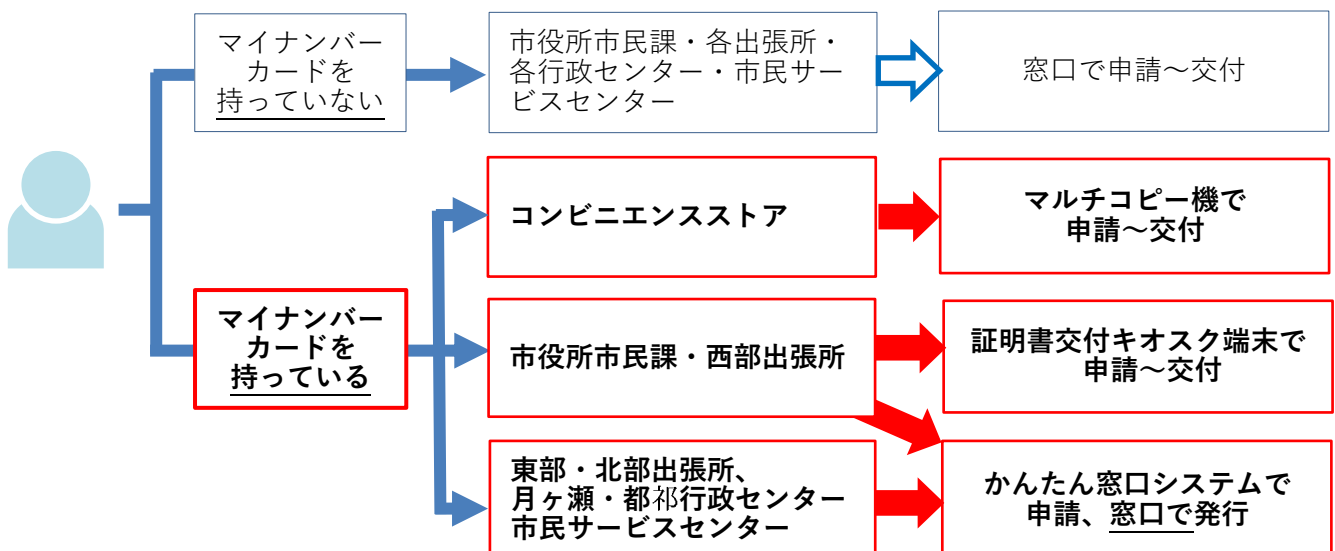 マイナンバー
カードを
持っていない
市役所市民課・各出張所・
各行政センター・市民サー
ビスセンター
窓口で申請～交付
コンビニエンスストア
マルチコピー機で
申請～交付
マイナンバー
カードを
持っている
市役所市民課・西部出張所
証明書交付キオスク端末で
申請～交付
東部・北部出張所、
月ヶ瀬・都祁行政センター
市民サービスセンター
かんたん窓口システムで
申請、窓口で発行